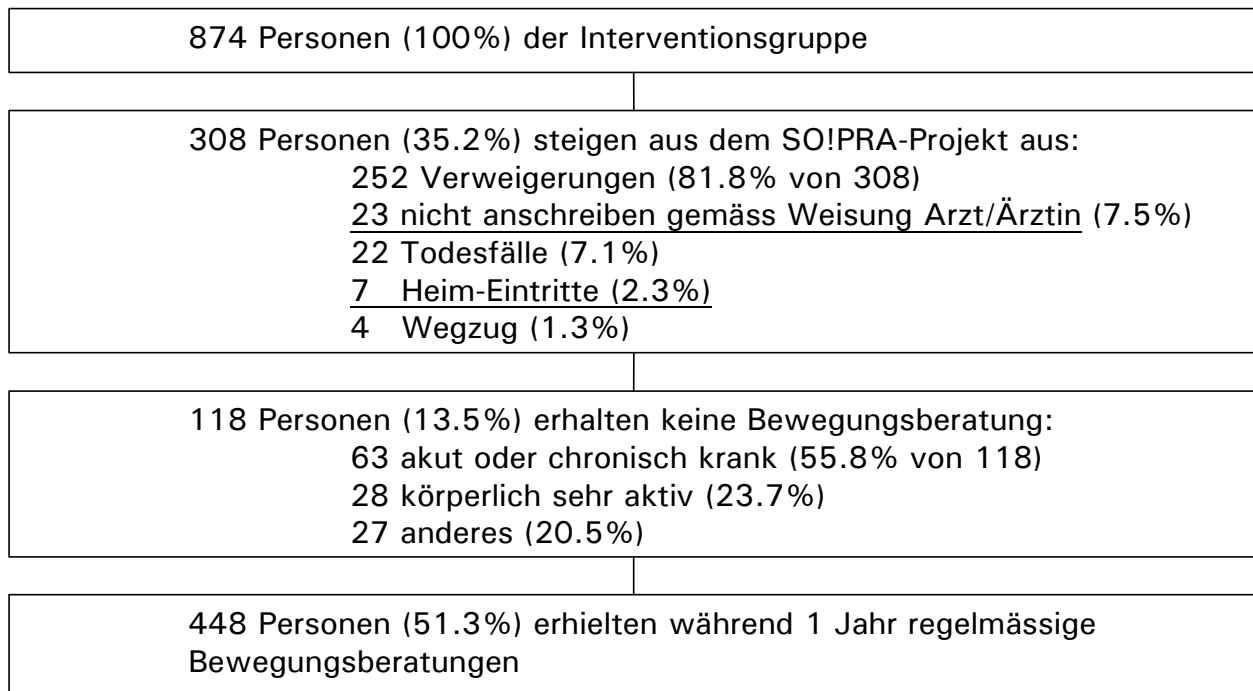 874 Personen (100%) der Interventionsgruppe
308 Personen (35.2%) steigen aus dem SO!PRA-Projekt aus:
252 Verweigerungen (81.8% von 308)
23 nicht anschreiben gemäss Weisung Arzt/Ärztin (7.5%)
22 Todesfälle (7.1%)
7 Heim-Eintritte (2.3%)
4 Wegzug (1.3%)
118 Personen (13.5%) erhalten keine Bewegungsberatung:
63 akut oder chronisch krank (55.8% von 118)
28 körperlich sehr aktiv (23.7%)
27 anderes (20.5%)
448 Personen (51.3%) erhielten während 1 Jahr regelmässige
Bewegungsberatungen